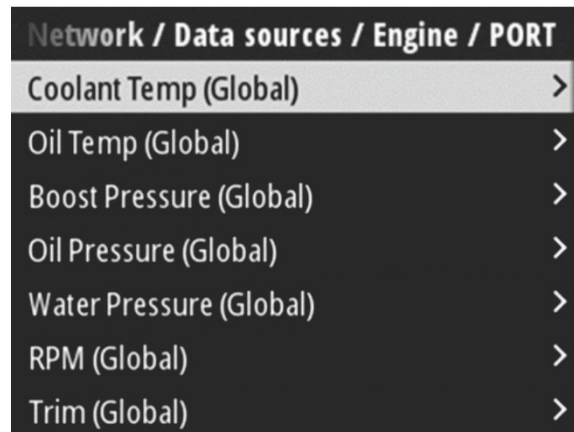 Network / Data sources / Engine / PORT
Coolant Temp (Global)
Oil Temp (Global)
Boost Pressure (Global)
Oil Pressure (Global)
Water Pressure (Global)
RPM (Global)
Trim (Global)